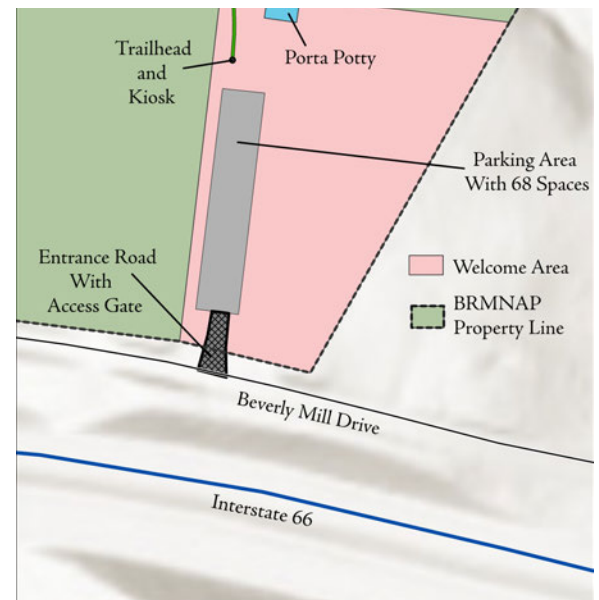 Trailhead
and
Kiosk
Porta Potty
Parking Area
With 68 Spaces
Entrance Road
With
Access Gate
Welcome Area
BRMNAP
Property Line
Beverly Mill Drive
Interstate 66